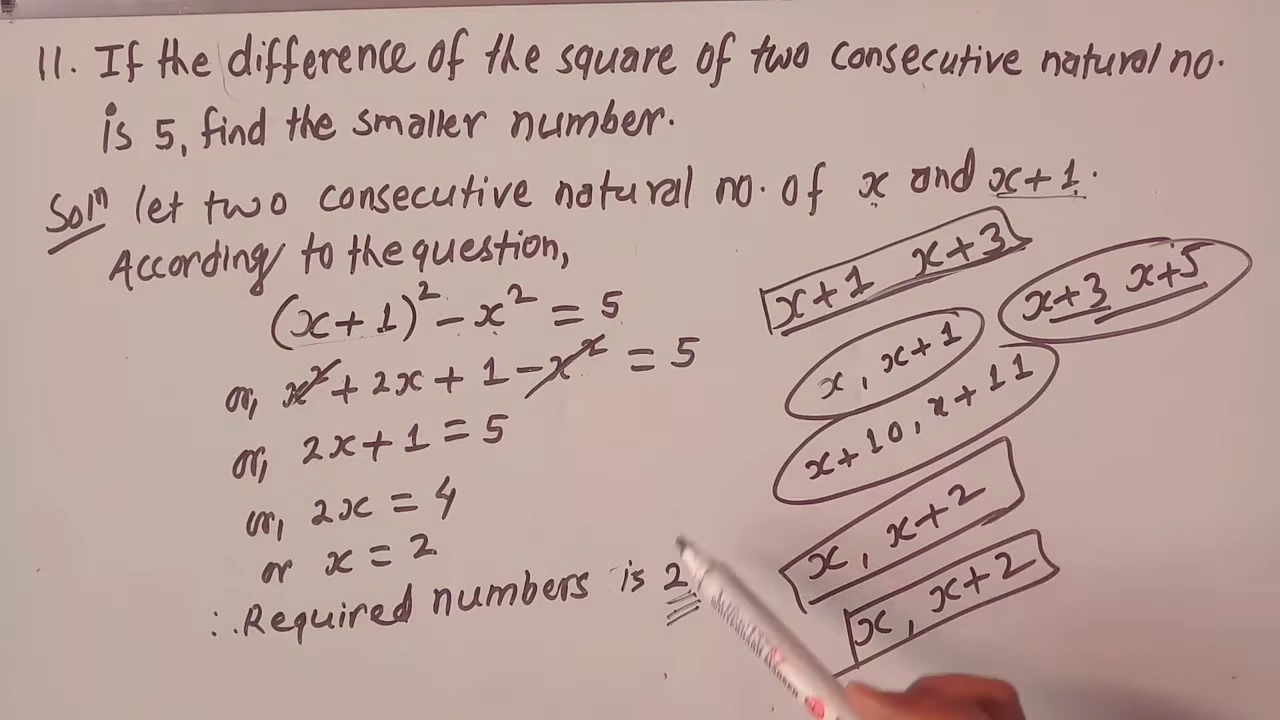 11. If the difference of the square of two consecutive natural no.
is 5, find the smaller number.
Solⁿ let two consecutive natural no. of x and x+1.
According to the question,
(x+1)² - x² = 5
or, x² + 2x + 1 - x² = 5
or, 2x + 1 = 5
or, 2x = 4
or x = 2
∴ Required numbers is 2
x+1 x+3
x+3 x+5
x, x+1
x+10, x+11
x, x+2
x, x+2